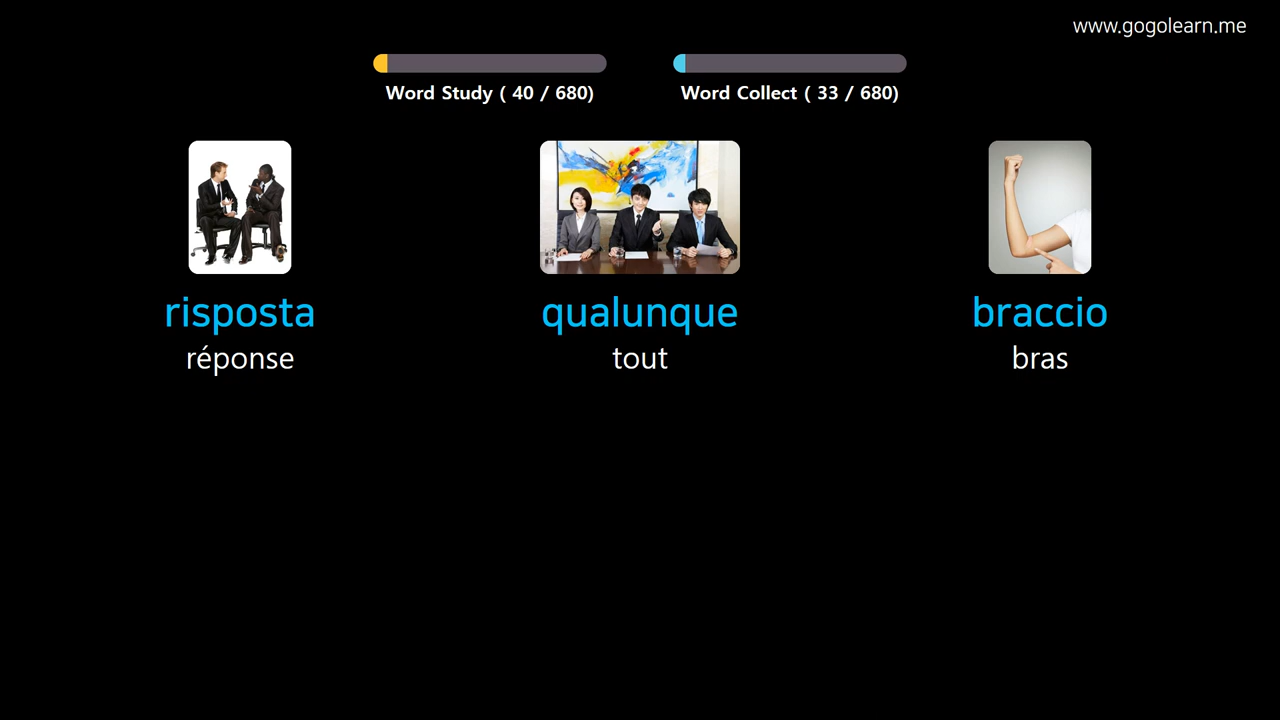 www.gogolearn.me
Word Study ( 40 / 680)
Word Collect ( 33 / 680)
risposta
réponse
qualunque
tout
braccio
bras